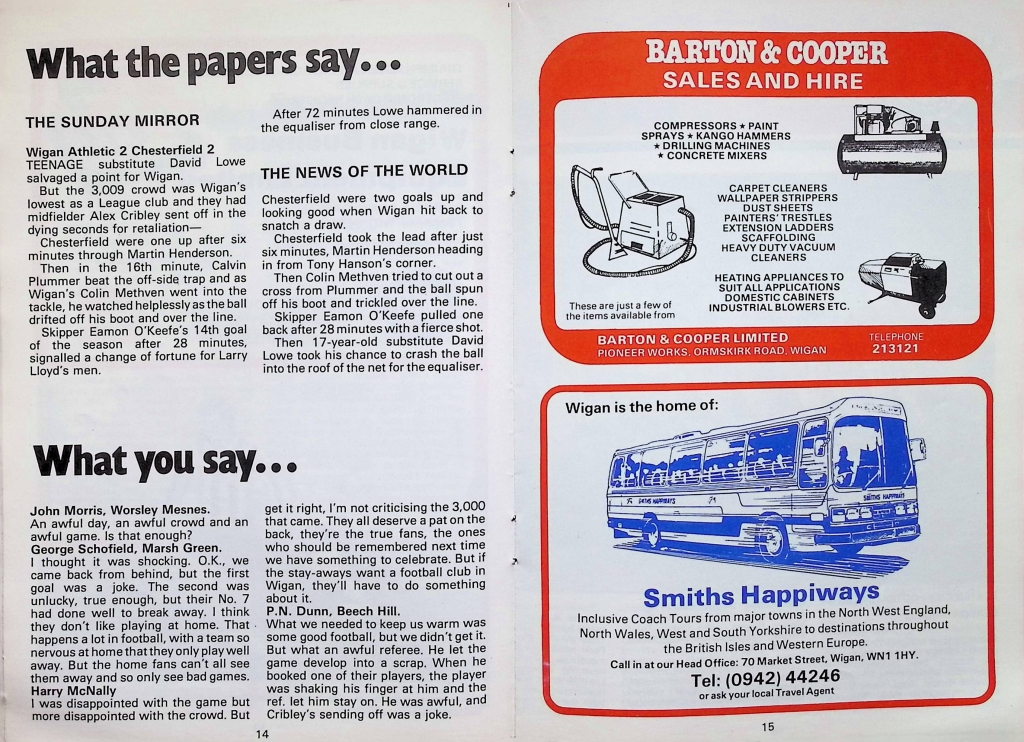 What the papers say...
THE SUNDAY MIRROR
Wigan Athletic 2 Chesterfield 2
TEENAGE substitute David Lowe
salvaged a point for Wigan.
But the 3,009 crowd was Wigan's
lowest as a League club and they had
midfielder Alex Cribley sent off in the
dying seconds for retaliation—
Chesterfield were one up after six
minutes through Martin Henderson.
Then in the 16th minute, Calvin
Plummer beat the off-side trap and as
Wigan's Colin Methven went into the
tackle, he watched helplessly as the ball
drifted off his boot and over the line.
Skipper Eamon O'Keefe's 14th goal
of the season after 28 minutes,
signalled a change of fortune for Larry
Lloyd's men.
After 72 minutes Lowe hammered in
the equaliser from close range.
THE NEWS OF THE WORLD
Chesterfield were two goals up and
looking good when Wigan hit back to
snatch a draw.
Chesterfield took the lead after just
six minutes, Martin Henderson heading
in from Tony Hanson's corner.
Then Colin Methven tried to cut out a
cross from Plummer and the ball spun
off his boot and trickled over the line.
Skipper Eamon O'Keefe pulled one
back after 28 minutes with a fierce shot.
Then 17-year-old substitute David
Lowe took his chance to crash the ball
into the roof of the net for the equaliser.
What you say...
John Morris, Worsley Mesnes.
An awful day, an awful crowd and an
awful game. Is that enough?
George Schofield, Marsh Green.
I thought it was shocking. O.K., we
came back from behind, but the first
goal was a joke. The second was
unlucky, true enough, but their No. 7
had done well to break away. I think
they don't like playing at home. That
happens a lot in football, with a team so
nervous at home that they only play well
away. But the home fans can't all see
them away and so only see bad games.
Harry McNally
I was disappointed with the game but
more disappointed with the crowd. But
get it right, I'm not criticising the 3,000
that came. They all deserve a pat on the
back, they're the true fans, the ones
who should be remembered next time
we have something to celebrate. But if
the stay-aways want a football club in
Wigan, they'll have to do something
about it.
P.N. Dunn, Beech Hill.
What we needed to keep us warm was
some good football, but we didn't get it.
But what an awful referee. He let the
game develop into a scrap. When he
booked one of their players, the player
was shaking his finger at him and the
ref. let him stay on. He was awful, and
Cribley's sending off was a joke.
14
BARTON & COOPER
SALES AND HIRE
COMPRESSORS ★ PAINT
SPRAYS ★ KANGO HAMMERS
★ DRILLING MACHINES
★ CONCRETE MIXERS
CARPET CLEANERS
WALLPAPER STRIPPERS
DUST SHEETS
PAINTERS' TRESTLES
EXTENSION LADDERS
SCAFFOLDING
HEAVY DUTY VACUUM
CLEANERS
HEATING APPLIANCES TO
SUIT ALL APPLICATIONS
DOMESTIC CABINETS
INDUSTRIAL BLOWERS ETC.
These are just a few of
the items available from
BARTON & COOPER LIMITED
PIONEER WORKS, ORMSKIRK ROAD, WIGAN
TELEPHONE
213121
Wigan is the home of:
SMITHS HAPPIWAYS
SMITHS HAPPIWAYS
Smiths Happiways
Inclusive Coach Tours from major towns in the North West England,
North Wales, West and South Yorkshire to destinations throughout
the British Isles and Western Europe.
Call in at our Head Office: 70 Market Street, Wigan, WN1 1HY.
Tel: (0942) 44246
or ask your local Travel Agent
15